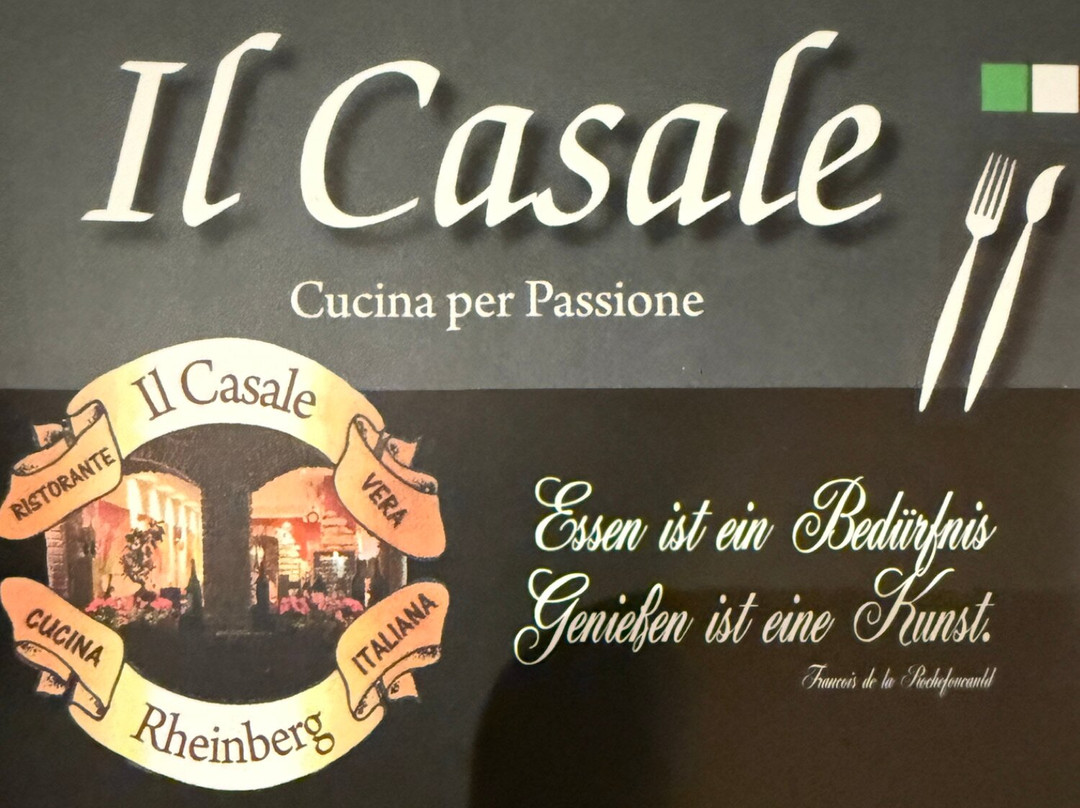 Il Casale
Cucina per Passione
Il Casale
RISTORANTE
VERA
CUCINA
ITALIANA
Rheinberg
Essen ist ein Bedürfnis
Genießen ist eine Kunst.
Francois de la Rochefoucauld